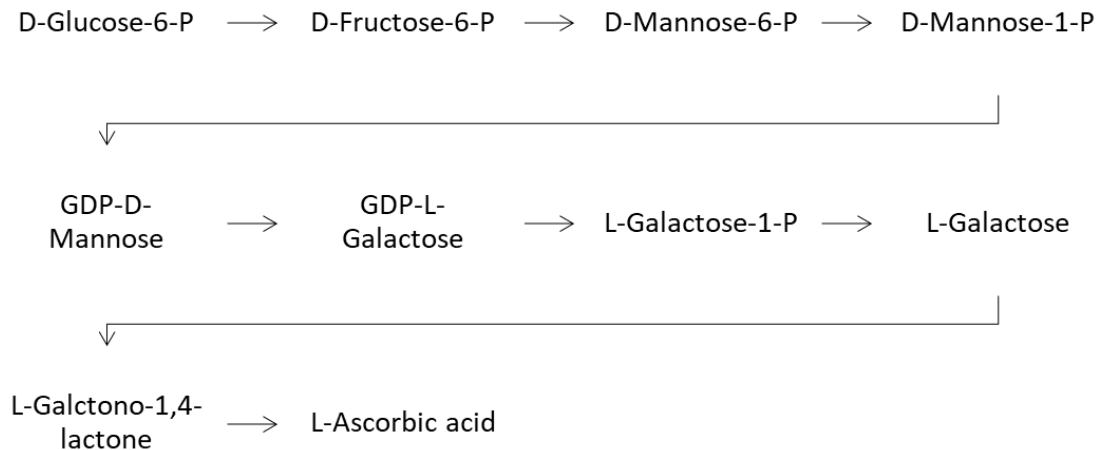 D-Glucose-6-P D-Fructose-6-P D-Mannose-6-P D-Mannose-1-P
GDP-D-
Mannose
GDP-L-
Galactose
L-Galactose-1-P
L-Galactose
L-Galctono-1,4-
lactone
L-Ascorbic acid